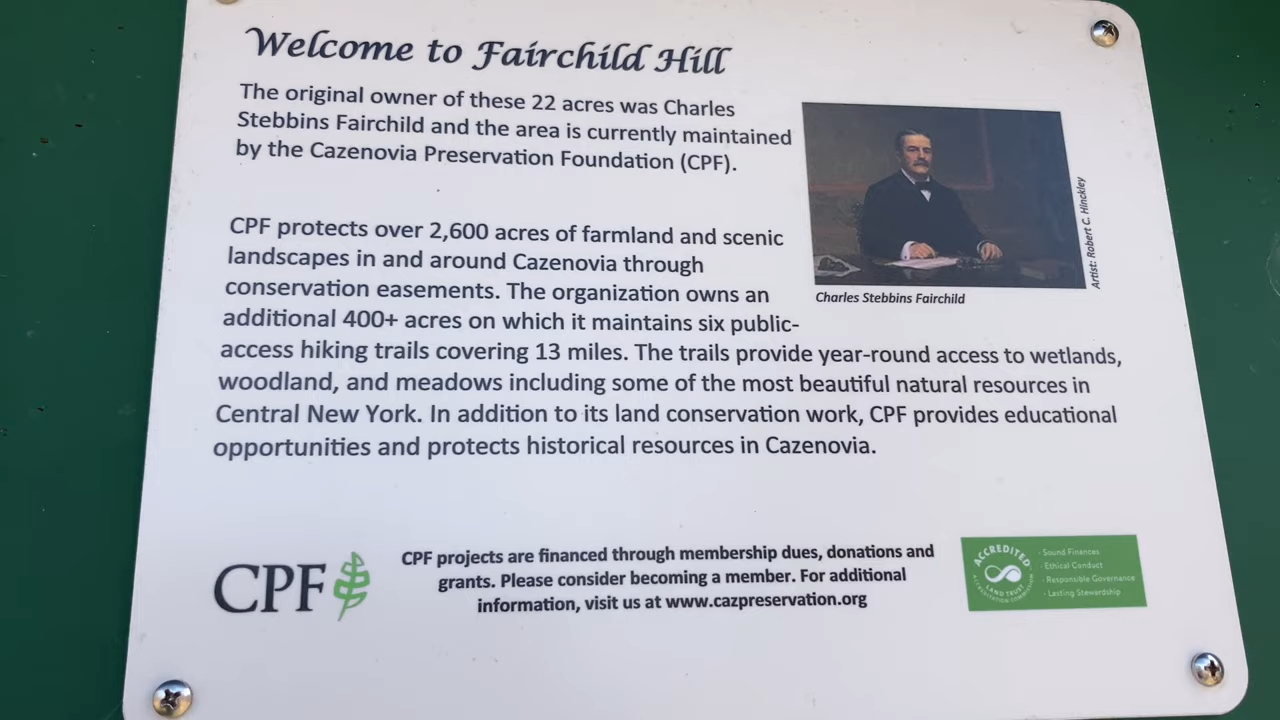 Welcome to Fairchild Hill
The original owner of these 22 acres was Charles
Stebbins Fairchild and the area is currently maintained
by the Cazenovia Preservation Foundation (CPF).
Artist: Robert C. Hinckley
Charles Stebbins Fairchild
CPF protects over 2,600 acres of farmland and scenic
landscapes in and around Cazenovia through
conservation easements. The organization owns an
additional 400+ acres on which it maintains six public-
access hiking trails covering 13 miles. The trails provide year-round access to wetlands,
woodland, and meadows including some of the most beautiful natural resources in
Central New York. In addition to its land conservation work, CPF provides educational
opportunities and protects historical resources in Cazenovia.
CPF
CPF projects are financed through membership dues, donations and
grants. Please consider becoming a member. For additional
information, visit us at www.cazpreservation.org
ACCREDITED
LAND TRUST
ACCREDITATION COMMISSION
· Sound Finances
· Ethical Conduct
· Responsible Governance
· Lasting Stewardship